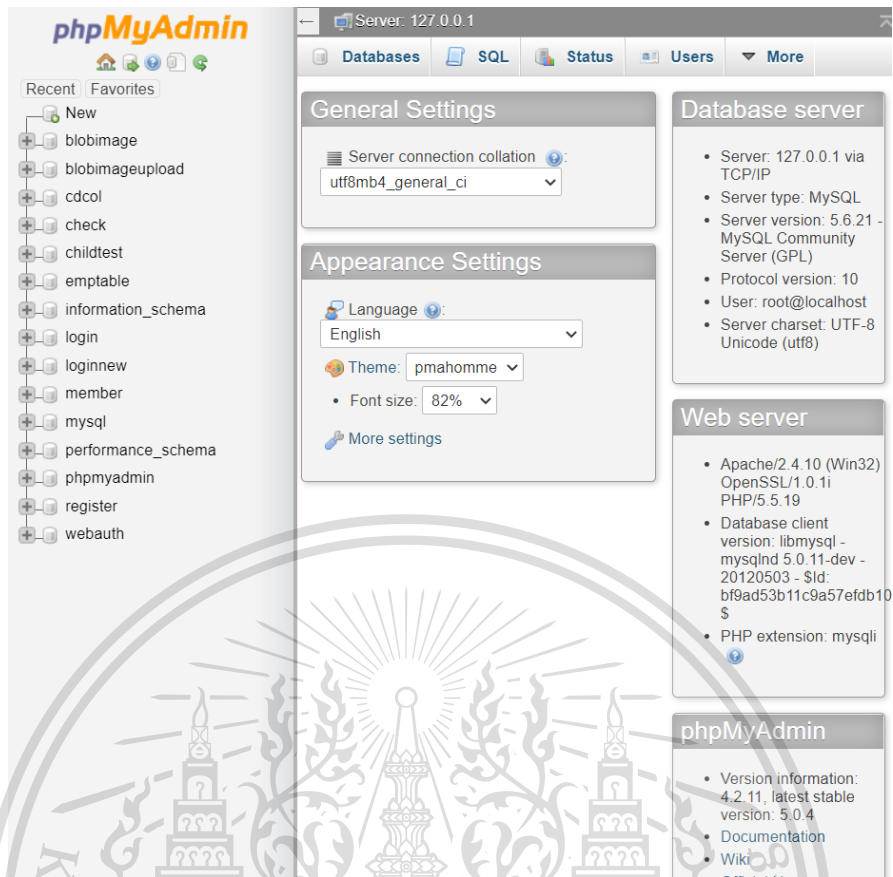 phpMyAdmin
Recent Favorites
New
blobimage
blobimageupload
cdcol
check
childtest
emptable
information_schema
login
loginnew
member
mysql
performance_schema
phpmyadmin
register
webauth
Server: 127.0.0.1
Databases SQL Status Users More
General Settings
Server connection collation :
utf8mb4_general_ci
Appearance Settings
Language :
English
Theme: pmahomme
• Font size: 82%
More settings
Database server
• Server: 127.0.0.1 via
TCP/IP
• Server type: MySQL
• Server version: 5.6.21 -
MySQL Community
Server (GPL)
• Protocol version: 10
• User: root@localhost
• Server charset: UTF-8
Unicode (utf8)
Web server
• Apache/2.4.10 (Win32)
OpenSSL/1.0.1i
PHP/5.5.19
• Database client
version: libmysql -
mysqlnd 5.0.11-dev -
20120503 - $Id:
bf9ad53b11c9a57efdb10
$
• PHP extension: mysqli
phpMyAdmin
• Version information:
4.2.11, latest stable
version: 5.0.4
• Documentation
• Wiki